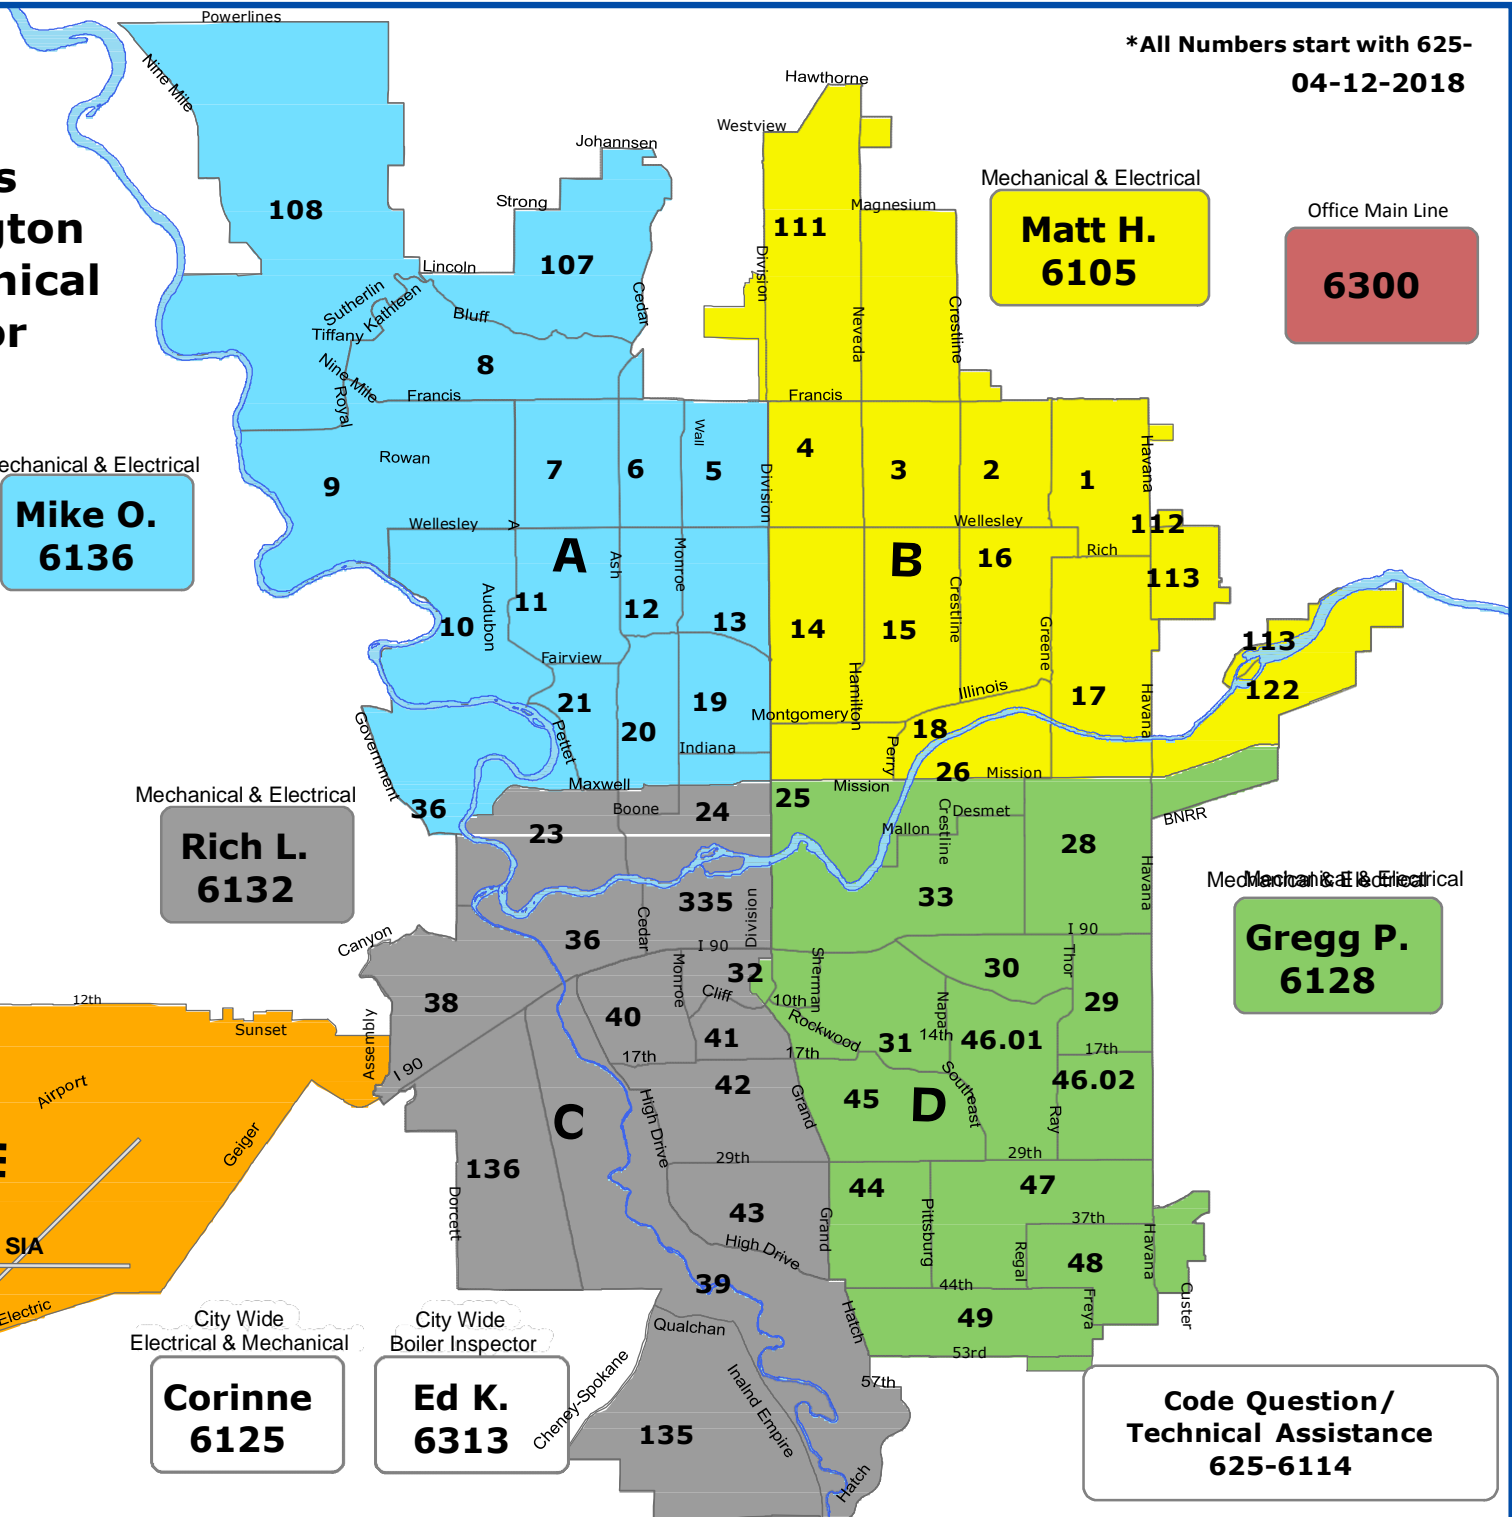 Powerlines
*All Numbers start with 625-
04-12-2018
Hawthorne
Nine Mile
Westview
Johannsen
Mechanical & Electrical
Matt H.
6105
Office Main Line
6300
s
gton
nical
or
Strong
Magnesium
108
111
107
Lincoln
Division
Sutherlin
Kathleen
Tiffany
Bluff
Cedar
Neveda
Crestline
8
Nine Mile
Royal
Francis
Francis
Wall
4
Havana
Rowan
7
6
5
3
2
1
9
Division
echanical & Electrical
Mike O.
6136
Wellesley
A
Wellesley
112
A
B
Ash
Monroe
16
Rich
113
Audubon
11
12
13
14
15
Crestline
Greene
10
113
122
Fairview
Hamilton
Illinois
17
Havana
21
20
19
Montgomery
18
Government
Pettet
Indiana
Perry
26
Mission
Mission
Maxwell
Mechanical & Electrical
Rich L.
6132
36
Boone
24
25
23
Crestline
Desmet
Mallon
28
BNRR
Havana
Mechanical & Electrical
Mechanical & Electrical
Gregg P.
6128
33
335
Division
Cedar
36
I 90
I 90
Canyon
32
Sherman
30
Thor
Monroe
Cliff
10th
Napa
29
12th
Sunset
Assembly
38
40
41
Rockwood
31
14th
46.01
17th
17th
17th
I 90
Airport
42
Grand
45
D
Southeast
46.02
Ray
Geiger
C
High Drive
29th
29th
E
136
Dorcett
44
47
43
Grand
Pittsburg
37th
Regal
Havana
SIA
High Drive
48
39
44th
Custer
Electric
Freya
Hatch
49
City Wide
Electrical & Mechanical
Corinne
6125
City Wide
Boiler Inspector
Ed K.
6313
Qualchan
53rd
Cheney-Spokane
Inalnd Empire
57th
135
Hatch
Code Question/
Technical Assistance
625-6114